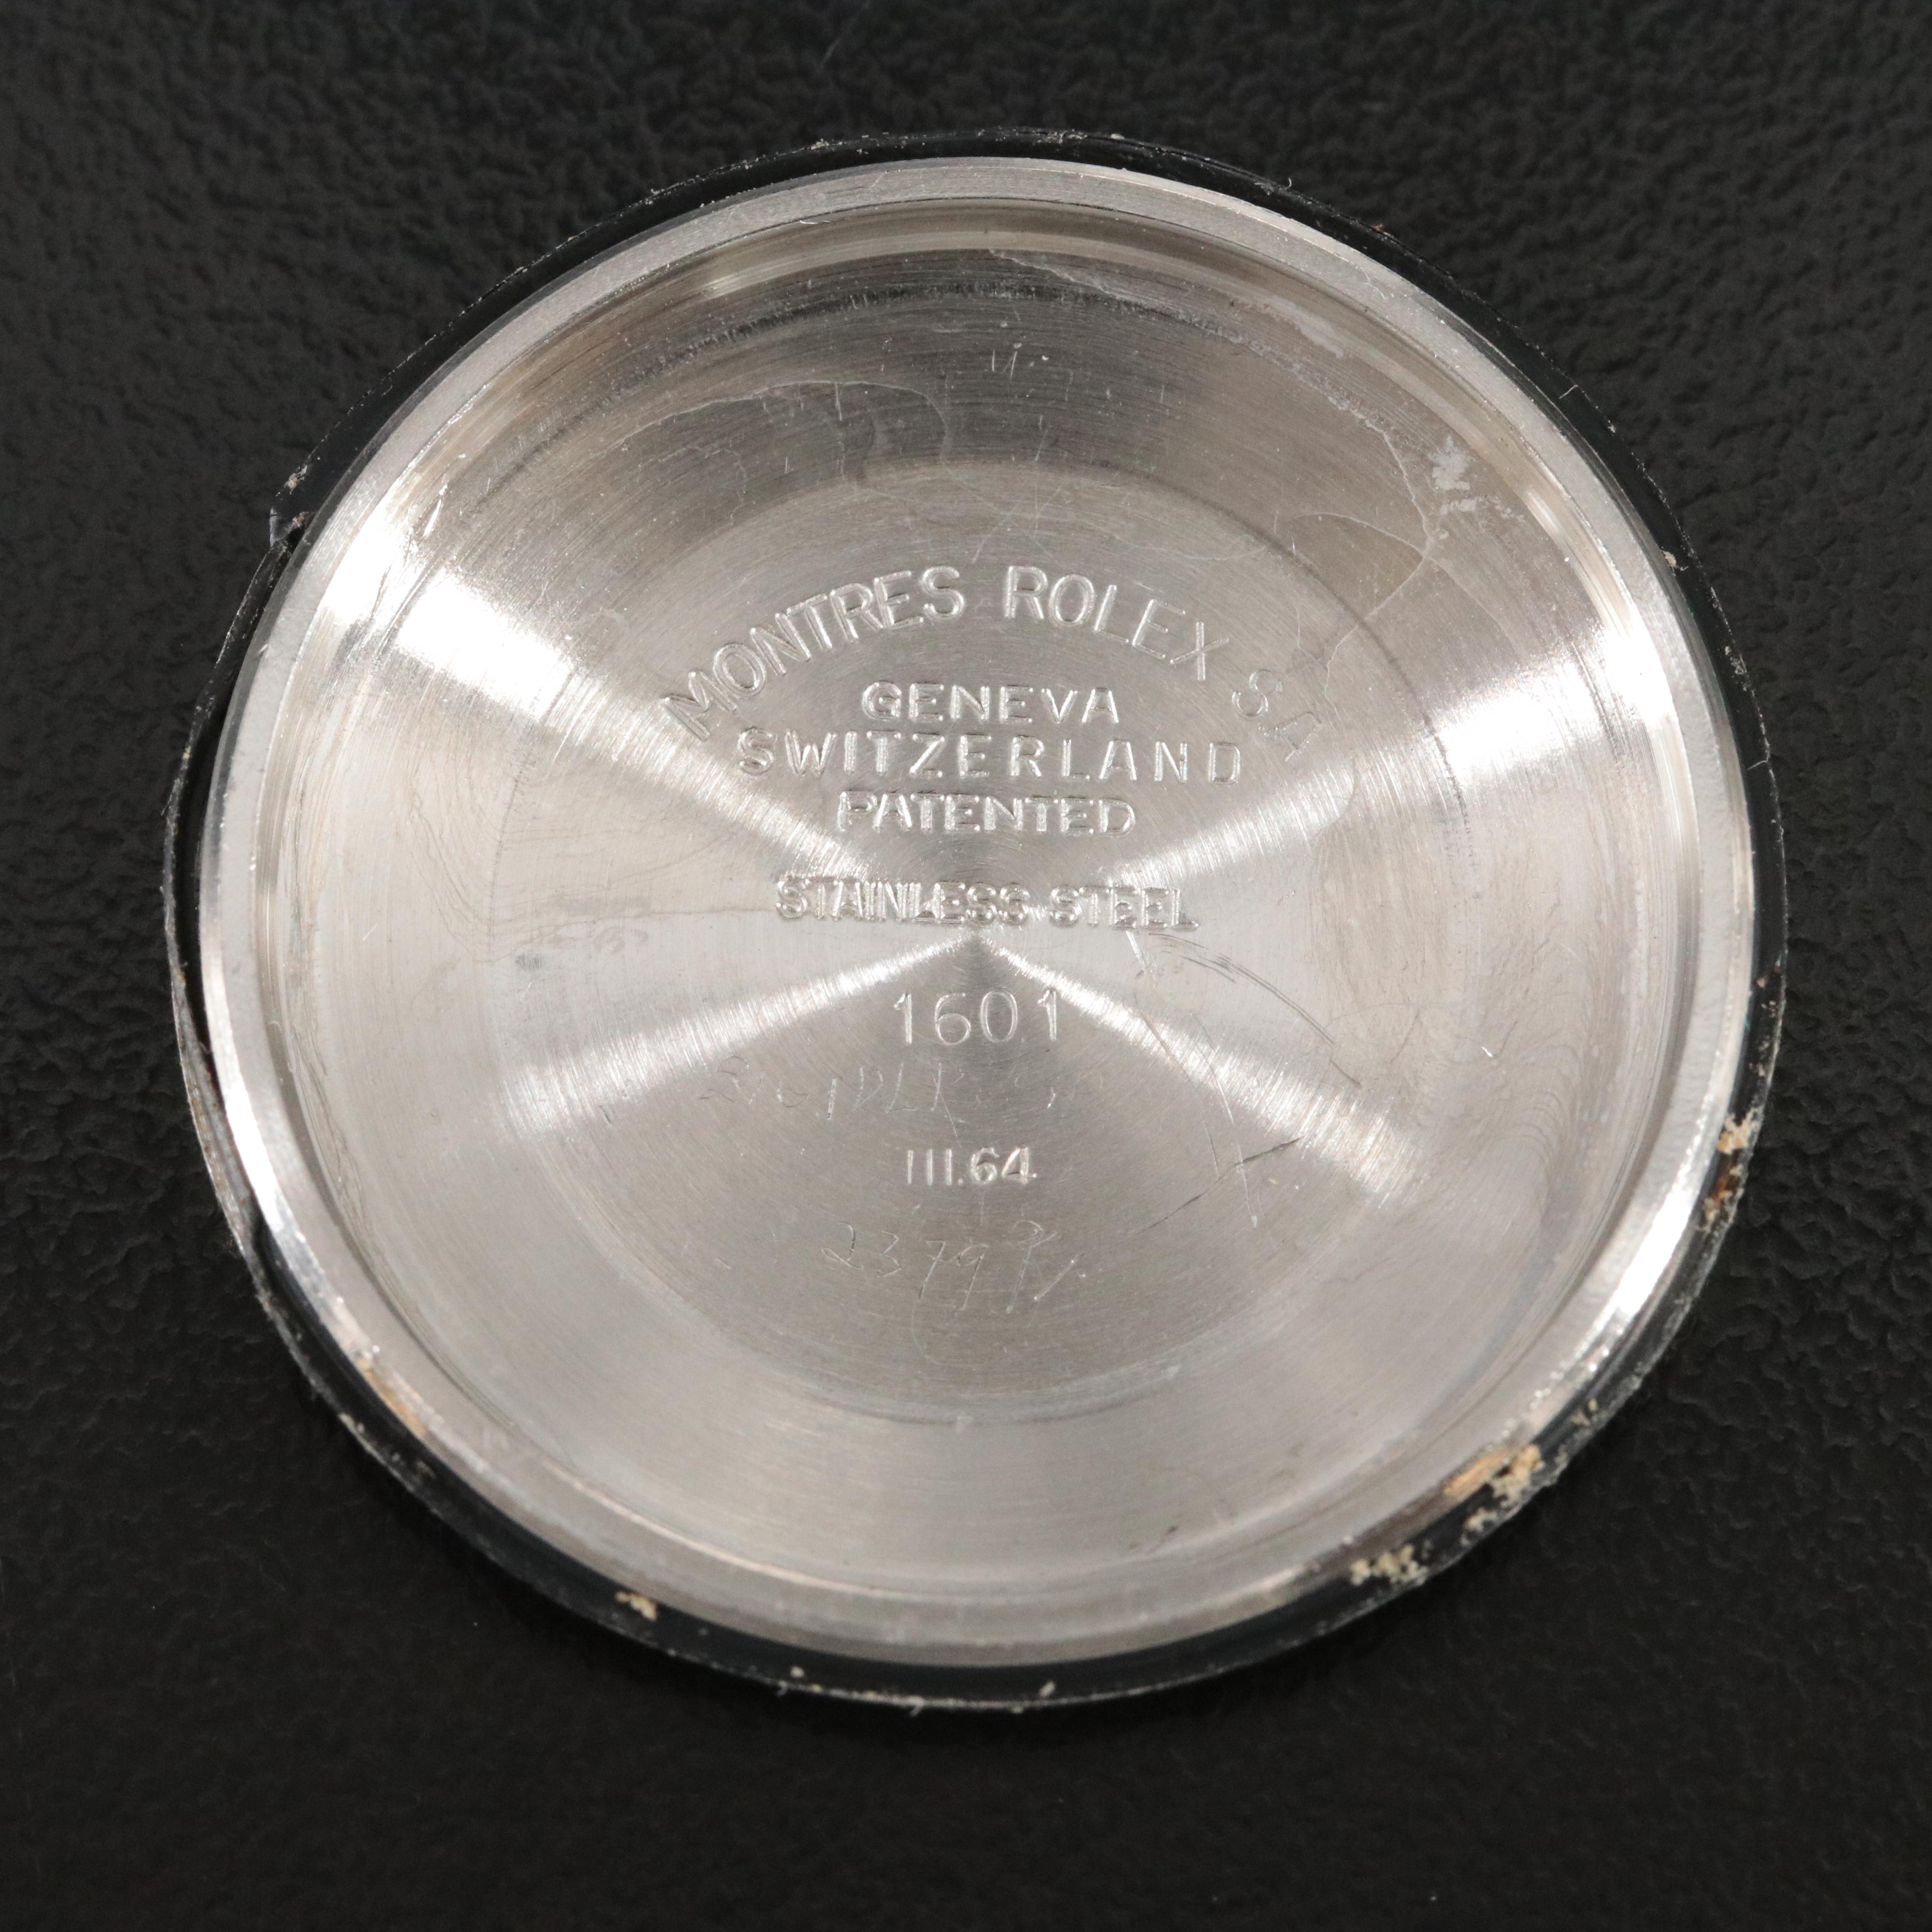 MONTRES ROLEX S A
GENEVA
SWITZERLAND
PATENTED
STAINLESS STEEL
1601
III.64